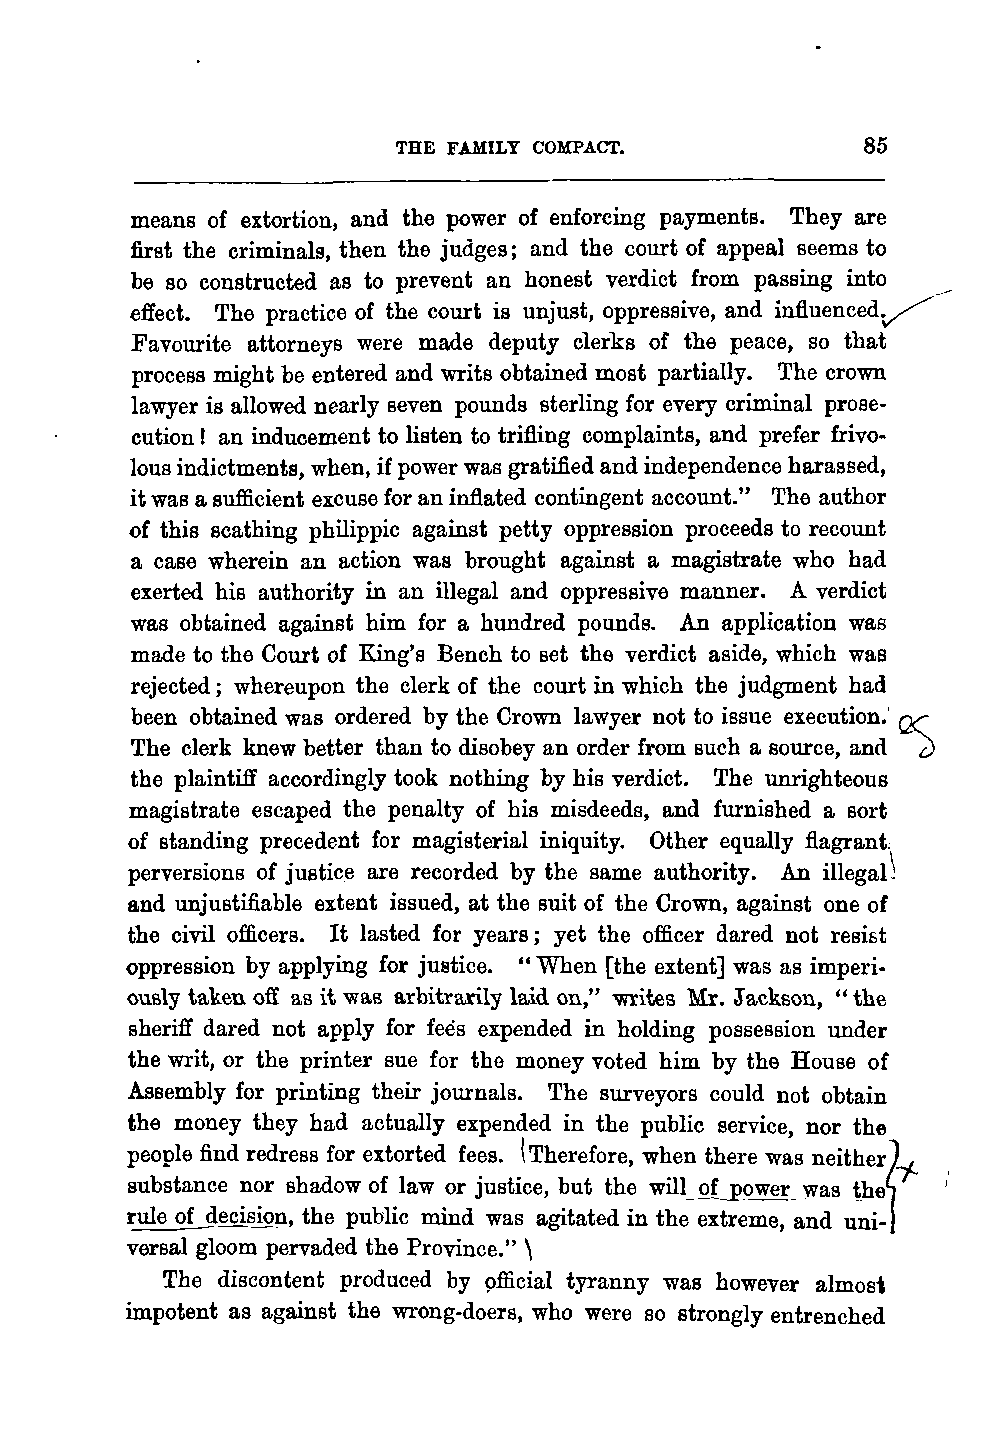 THE FAMILY COMPACT. 85
means of extortion, and the power of enforcing payments. They are
first the criminals, then the judges; and the court of appeal seems to
be so constructed as to prevent an honest verdict from passing into
effect. The practice of the court is unjust, oppressive, and influenced.
Favourite attorneys were made deputy clerks of the peace, so that
process might be entered and writs obtained most partially. The crown
lawyer is allowed nearly seven pounds sterling for every criminal prose-
cution! an inducement to listen to trifling complaints, and prefer frivo-
lous indictments, when, if power was gratified and independence harassed,
it was a sufficient excuse for an inflated contingent account." The author
of this scathing philippic against petty oppression proceeds to recount
a case wherein an action was brought against a magistrate who had
exerted his authority in an illegal and oppressive manner. A verdict
was obtained against him for a hundred pounds. An application was
made to the Court of King's Bench to set the verdict aside, which was
rejected; whereupon the clerk of the court in which the judgment had
been obtained was ordered by the Crown lawyer not to issue execution.
The clerk knew better than to disobey an order from such a source, and
the plaintiff accordingly took nothing by his verdict. The unrighteous
magistrate escaped the penalty of his misdeeds, and furnished a sort
of standing precedent for magisterial iniquity. Other equally flagrant
perversions of justice are recorded by the same authority. An illegal
and unjustifiable extent issued, at the suit of the Crown, against one of
the civil officers. It lasted for years; yet the officer dared not resist
oppression by applying for justice. "When [the extent] was as imperi-
ously taken off as it was arbitrarily laid on," writes Mr. Jackson, "the
sheriff dared not apply for fees expended in holding possession under
the writ, or the printer sue for the money voted him by the House of
Assembly for printing their journals. The surveyors could not obtain
the money they had actually expended in the public service, nor the
people find redress for extorted fees. Therefore, when there was neither
substance nor shadow of law or justice, but the will of power was the
rule of decision, the public mind was agitated in the extreme, and uni-
versal gloom pervaded the Province."
The discontent produced by official tyranny was however almost
impotent as against the wrong-doers, who were so strongly entrenched